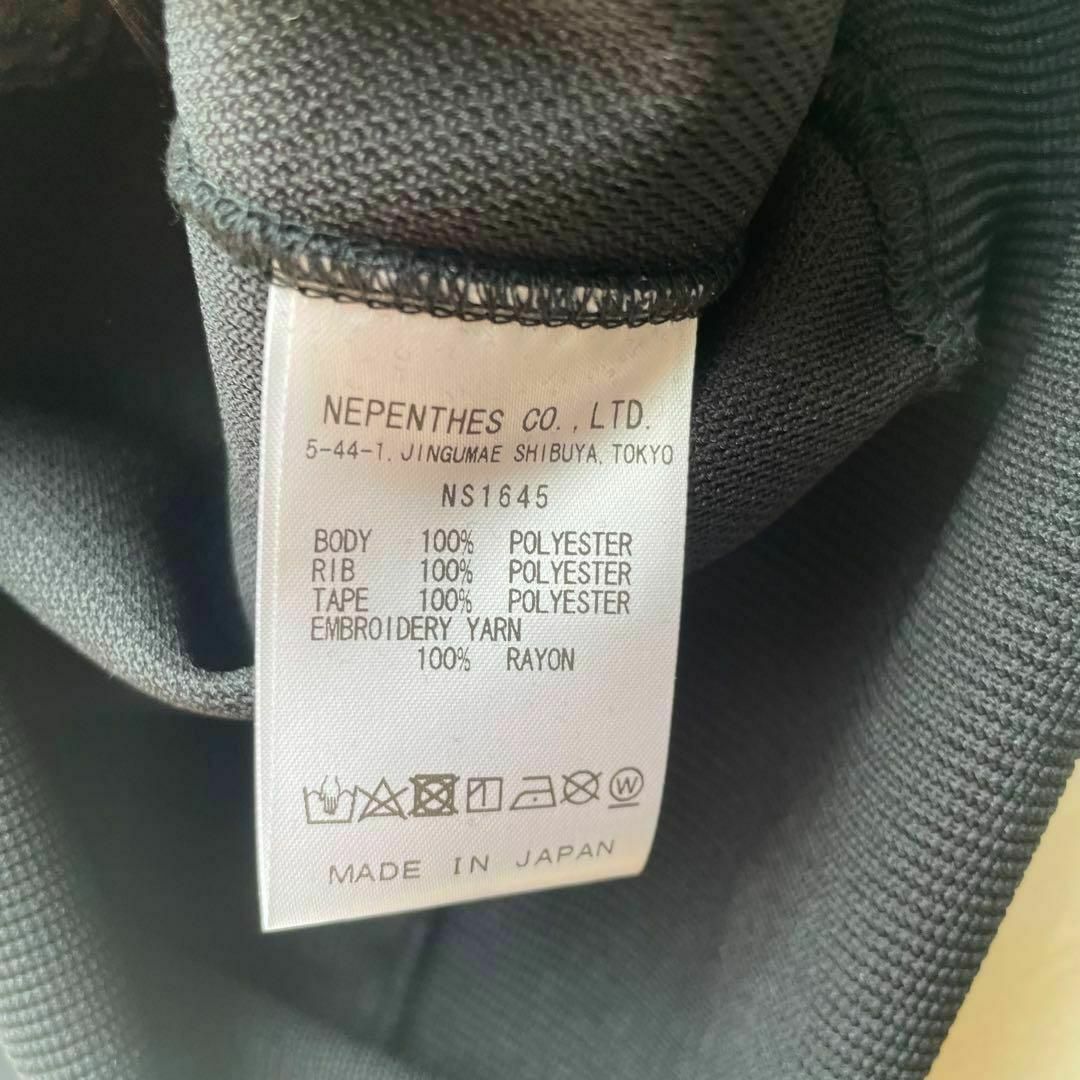 NEPENTHES CO.,LTD.
5-44-1, JINGUMAE SHIBUYA, TOKYO
NS1645
BODY 100% POLYESTER
RIB 100% POLYESTER
TAPE 100% POLYESTER
EMBROIDERY YARN
100% RAYON
W
MADE IN JAPAN